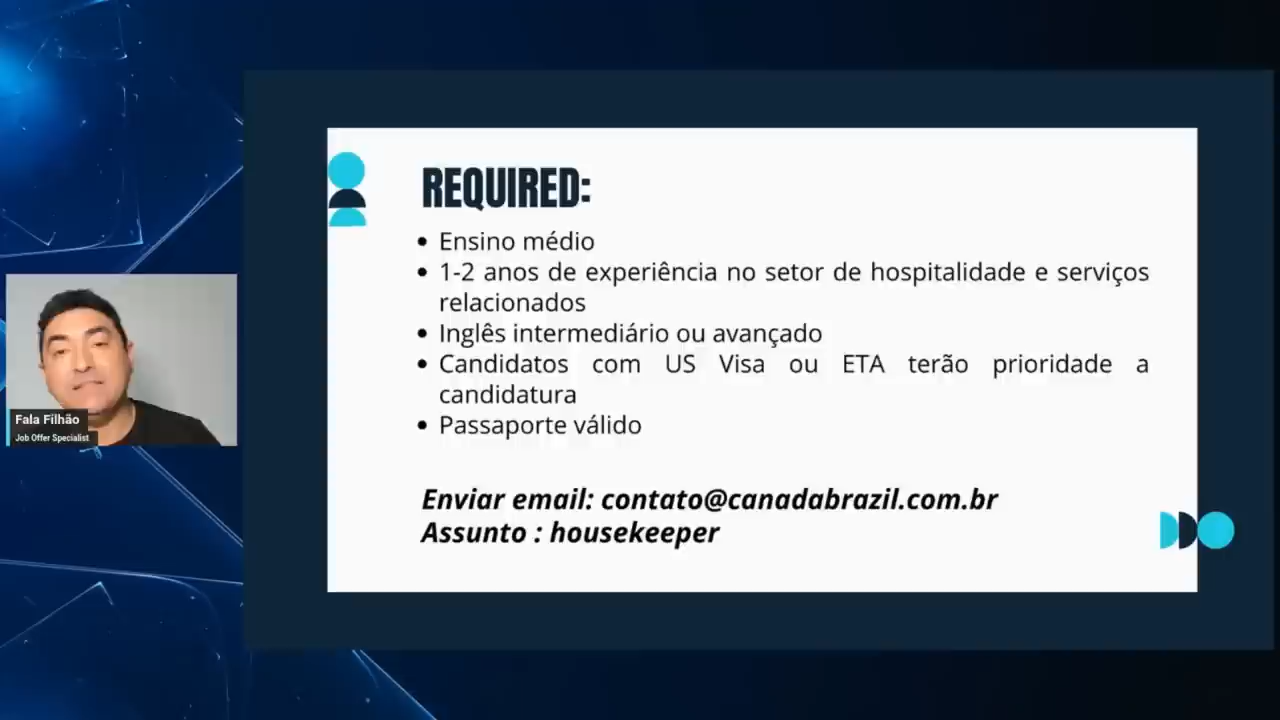 REQUIRED:
• Ensino médio
• 1-2 anos de experiência no setor de hospitalidade e serviços
relacionados
• Inglês intermediário ou avançado
• Candidatos com US Visa ou ETA terão prioridade a
candidatura
• Passaporte válido
Enviar email: contato@canadabrazil.com.br
Assunto : housekeeper
Fala Filhão
Job Offer Specialist